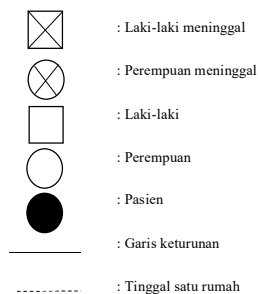 : Laki-laki meninggal
: Perempuan meninggal
: Laki-laki
: Perempuan
: Pasien
: Garis keturunan
: Tinggal satu rumah